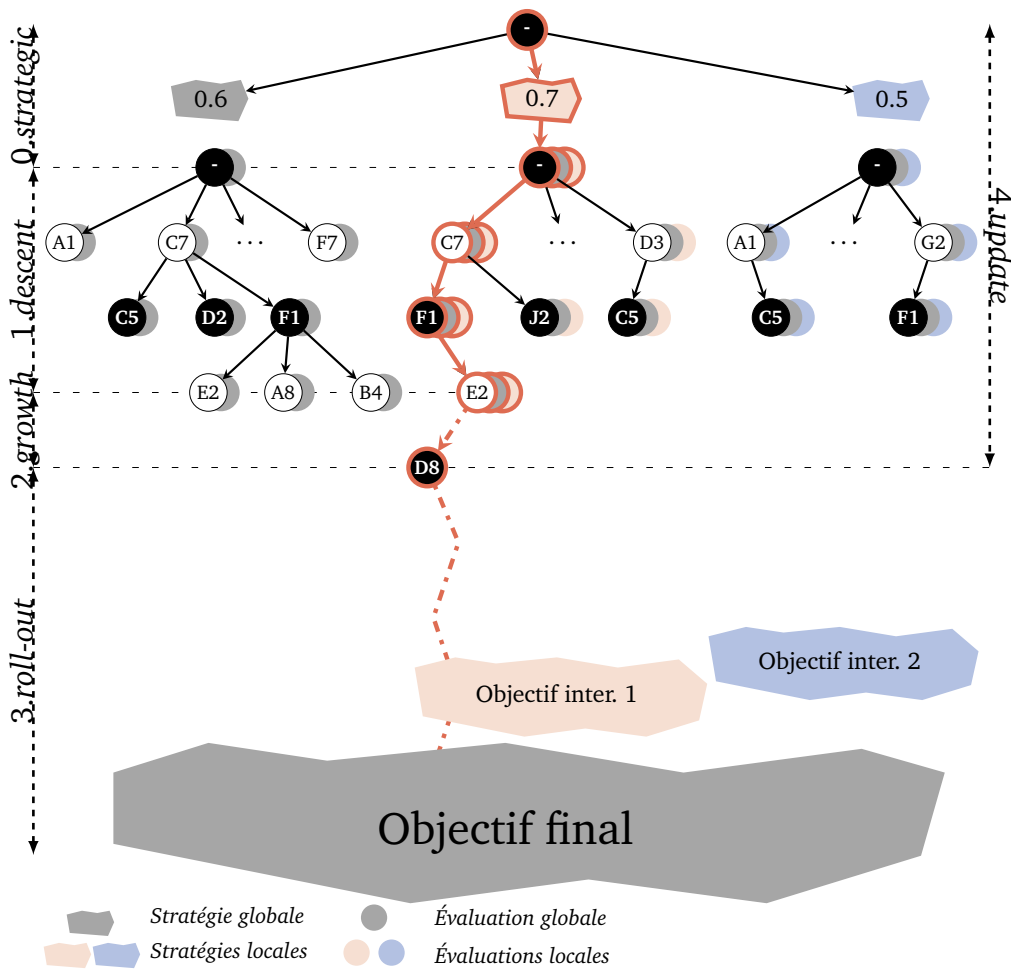 -
0.6
0.7
0.5
0.strategic
- - -
A1 C7 ... F7 C7 ... D3 A1 ... G2
C5 D2 F1 F1 J2 C5 C5 F1
1.descent
4.update
E2 A8 B4 E2
2.growth
D8
3.roll-out
Objectif inter. 2
Objectif inter. 1
Objectif final
Stratégie globale Évaluation globale
Stratégies locales Évaluations locales